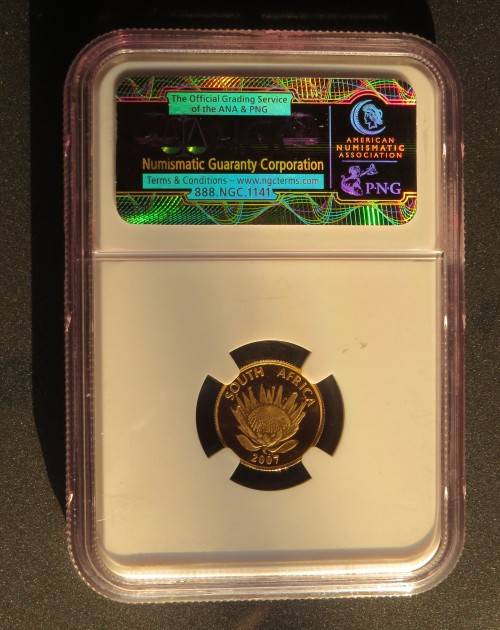 The Official Grading Service
of the ANA & PNG
Numismatic Guaranty Corporation
Terms & Conditions – www.ngcterms.com
888.NGC.1141
AMERICAN
NUMISMATIC
ASSOCIATION
PNG
SOUTH AFRICA
2007